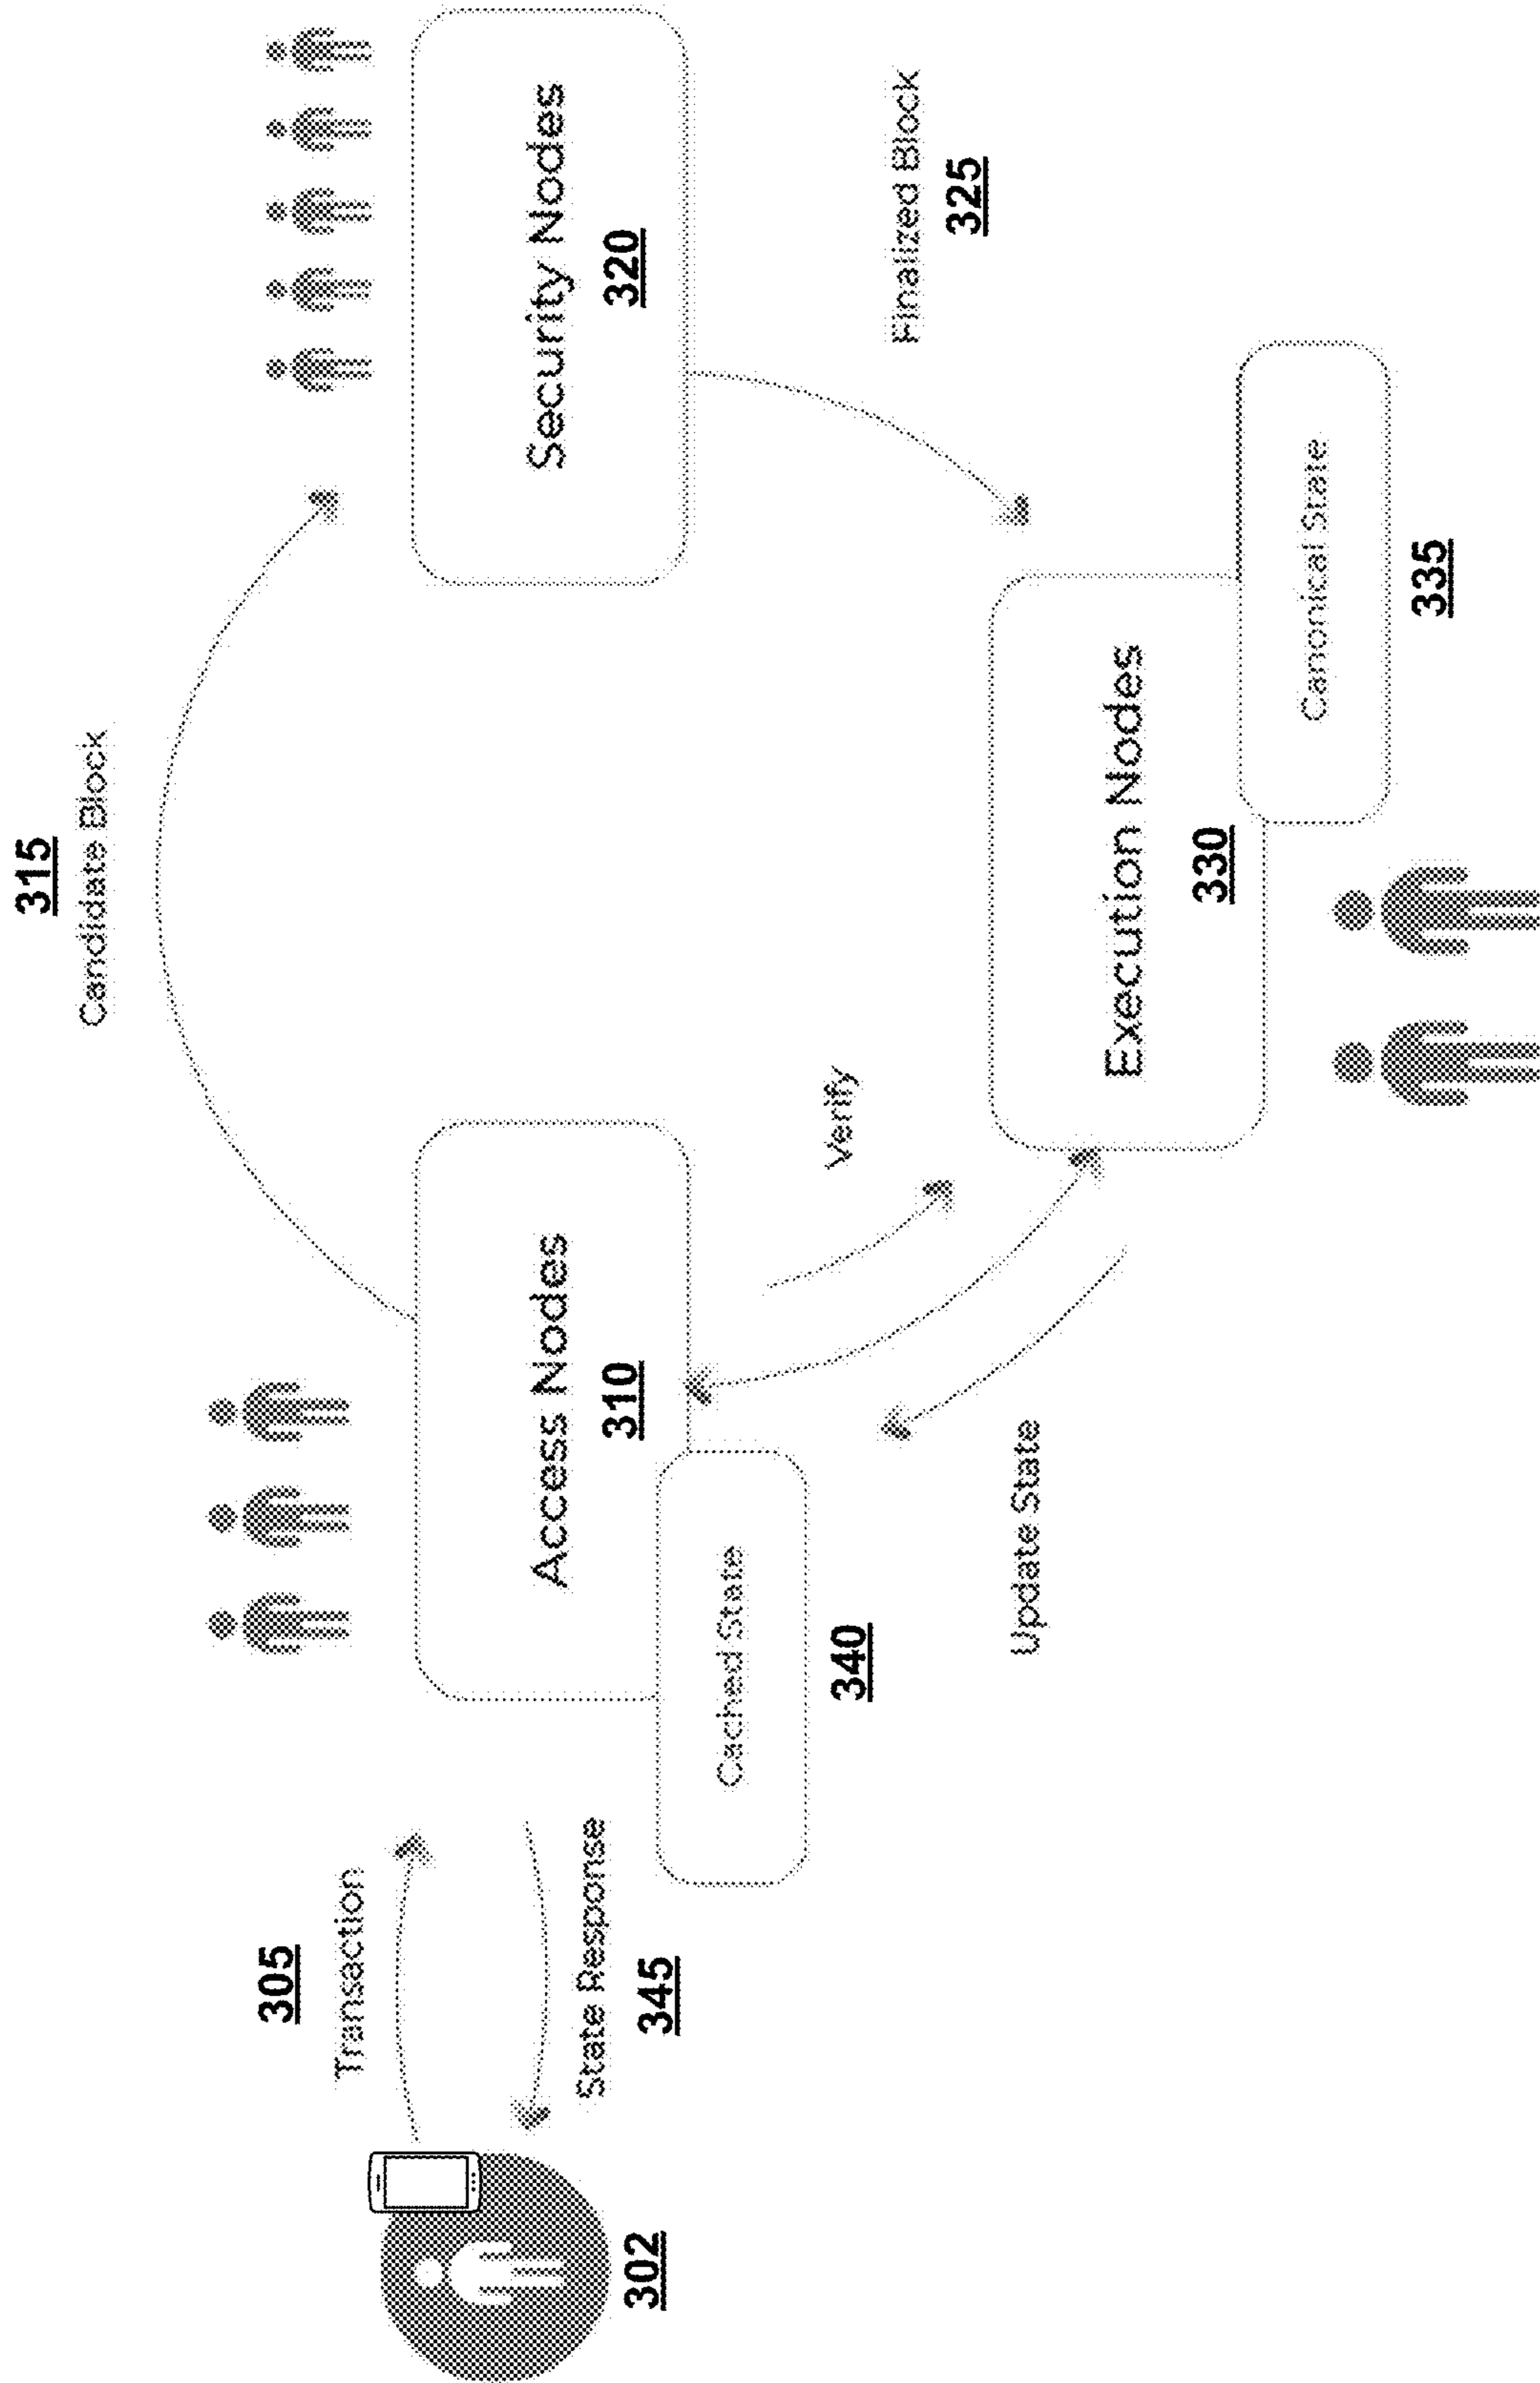 315
Candidate Block
305
Transaction
Access Nodes
310
Security Nodes
320
State Response
345
302
Cached State
340
Verify
Finalized Block
325
Update State
Execution Nodes
330
Canonical State
335